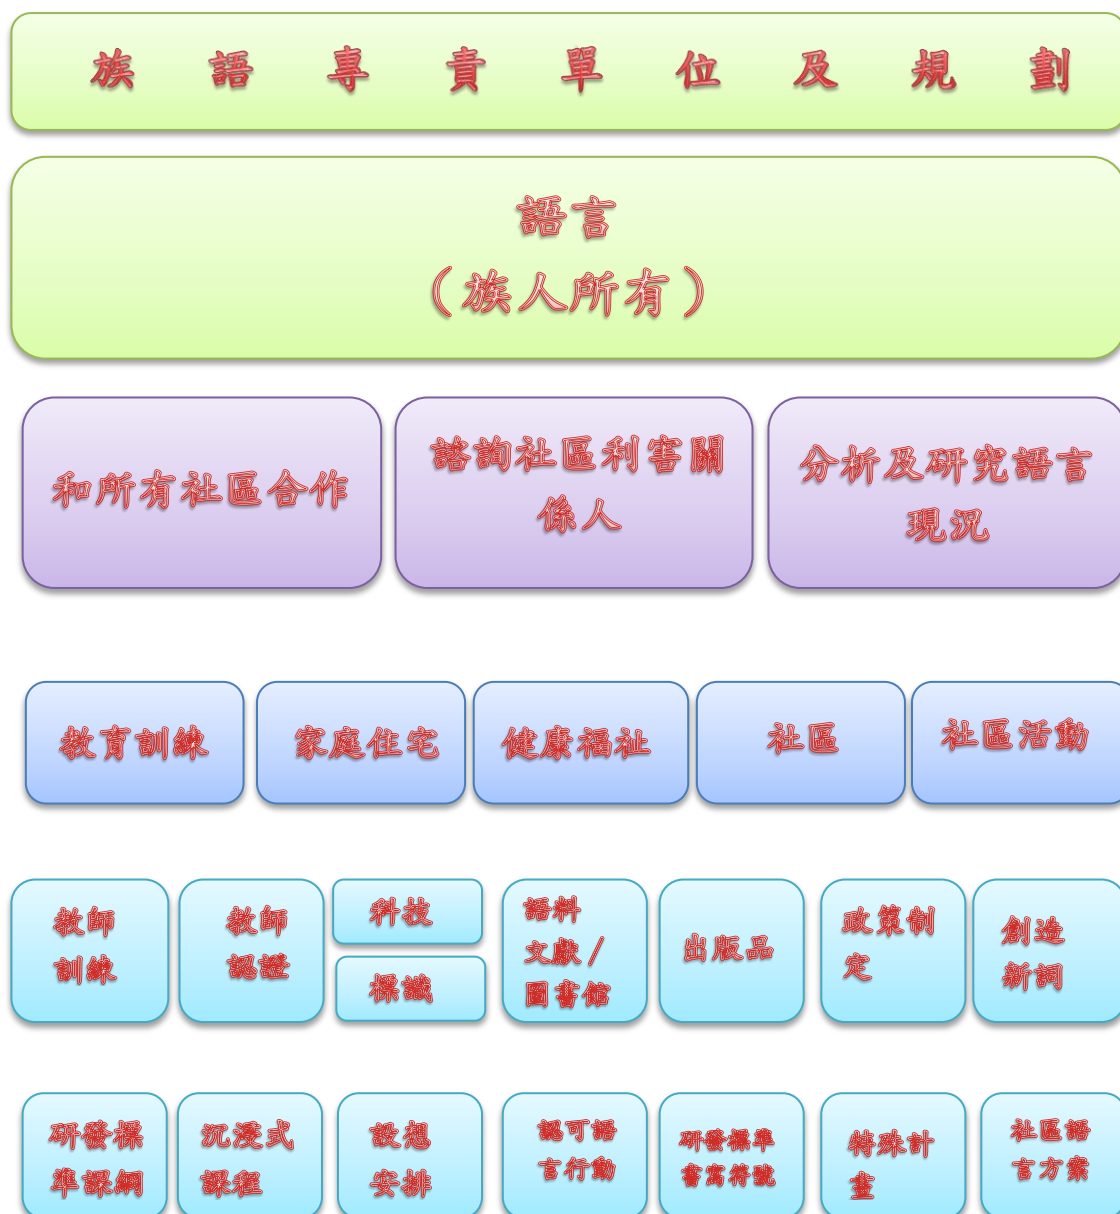 族語專責單位及規劃
語言
（族人所有）
和所有社區合作
諮詢社區利害關
係人
分析及研究語言
現況
教育訓練
家庭住宅
健康福祉
社區
社區活動
教師
訓練
教師
認證
科技
標識
語料
文獻/
圖書館
出版品
政策制
定
創造
新詞
研發標
準課綱
沉浸式
課程
設想
安排
認可語
言行動
研發標準
書寫符號
特殊計
畫
社區語
言方案